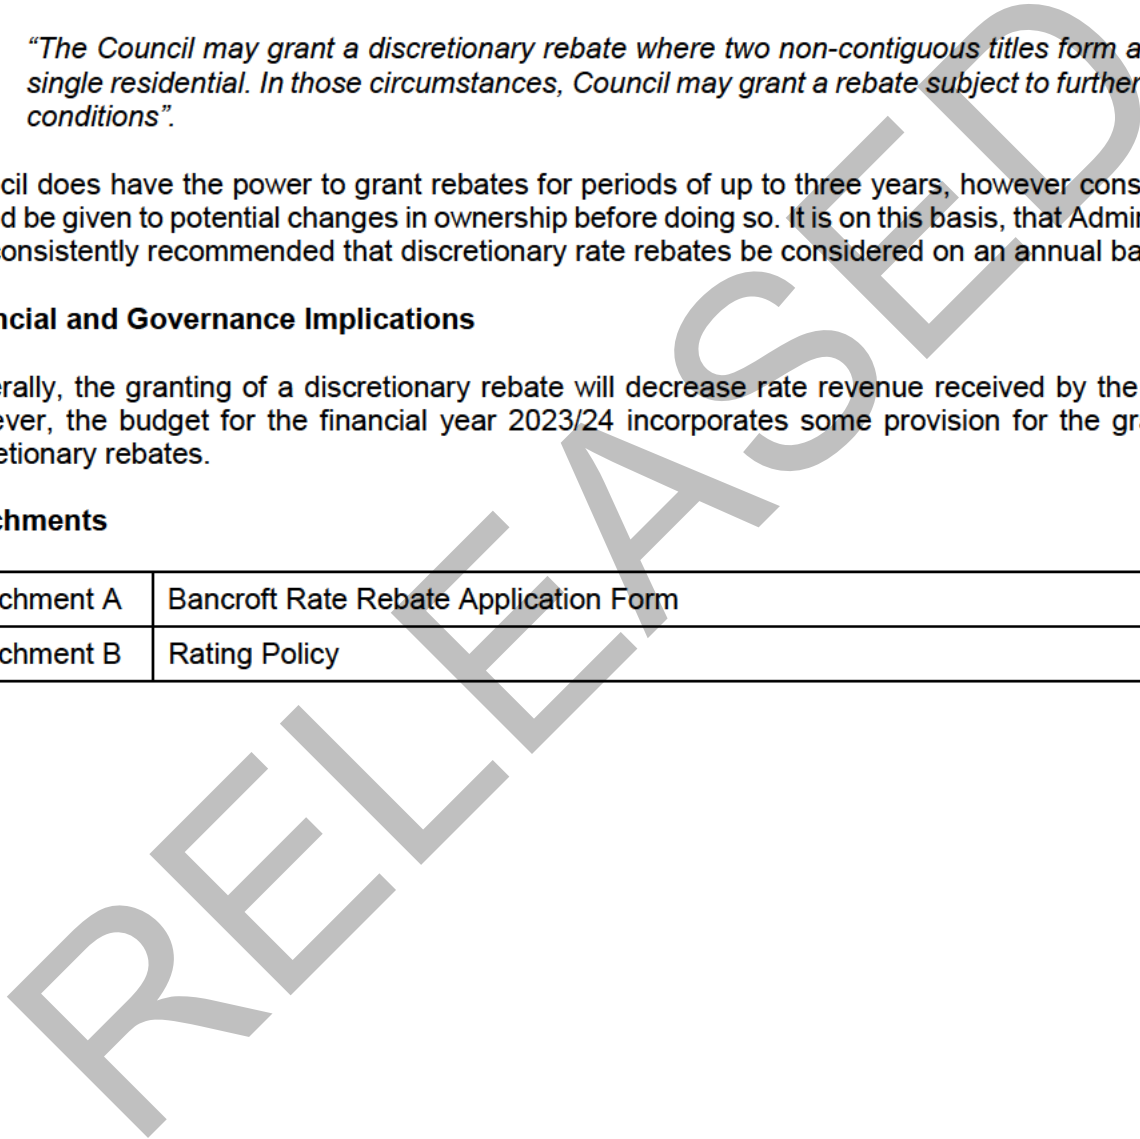 “The Council may grant a discretionary rebate where two non-contiguous titles form a
single residential. In those circumstances, Council may grant a rebate subject to further
conditions”.
cil does have the power to grant rebates for periods of up to three years, however cons
d be given to potential changes in ownership before doing so. It is on this basis, that Admi
consistently recommended that discretionary rate rebates be considered on an annual ba
ncial and Governance Implications
erally, the granting of a discretionary rebate will decrease rate revenue received by the
ever, the budget for the financial year 2023/24 incorporates some provision for the gra
etionary rebates.
chments
chment A Bancroft Rate Rebate Application Form
chment B Rating Policy
RELEASED